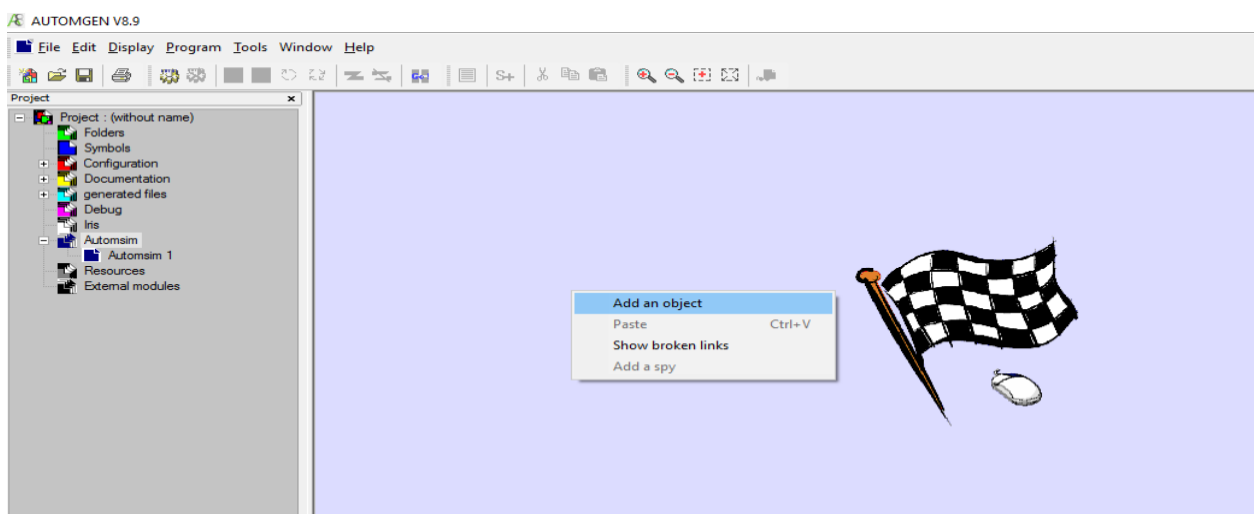 AUTOMGEN V8.9
File Edit Display Program Tools Window Help
S+
Project x
Project : (without name)
Folders
Symbols
Configuration
Documentation
generated files
Debug
Iris
Automsim
Automsim 1
Resources
External modules
Add an object
Paste Ctrl+V
Show broken links
Add a spy